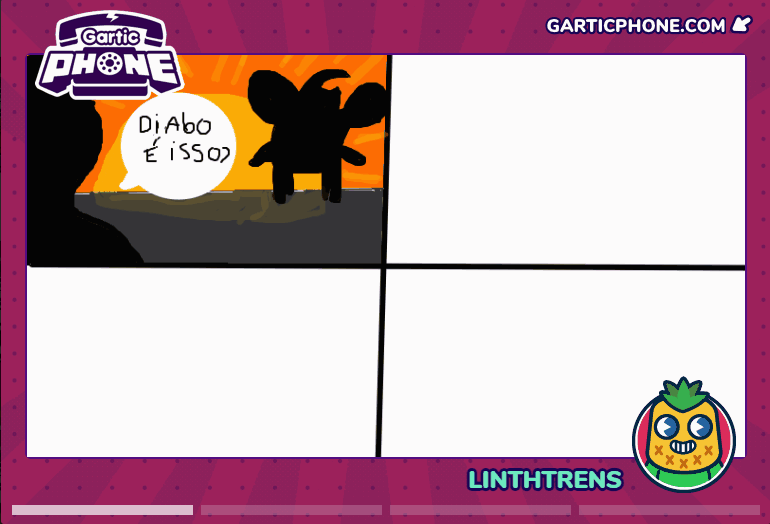 Gartic
PHONE
GARTICPHONE.COM
DiAbO
É iSSO?
LINTHTRENS